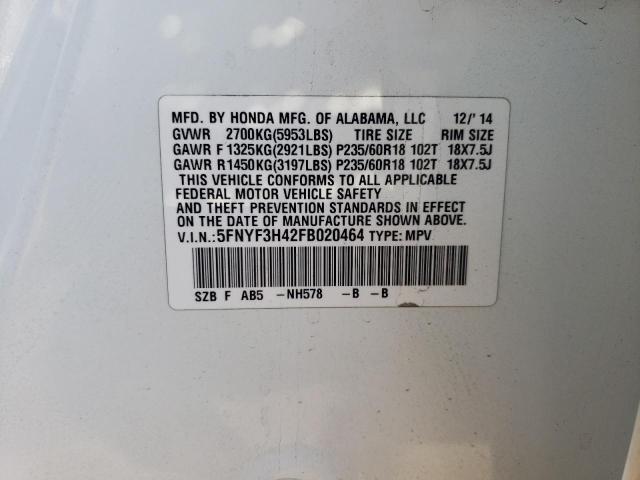 MFD. BY HONDA MFG. OF ALABAMA, LLC 12/' 14
GVWR 2700KG(5953LBS) TIRE SIZE RIM SIZE
GAWR F 1325KG(2921LBS) P235/60R18 102T 18X7.5J
GAWR R1450KG(3197LBS) P235/60R18 102T 18X7.5J
THIS VEHICLE CONFORMS TO ALL APPLICABLE
FEDERAL MOTOR VEHICLE SAFETY
AND THEFT PREVENTION STANDARDS IN EFFECT
ON THE DATE OF MANUFACTURE SHOWN ABOVE.
V.I.N.:5FNYF3H42FB020464 TYPE: MPV
SZB F AB5 -NH578 -B -B